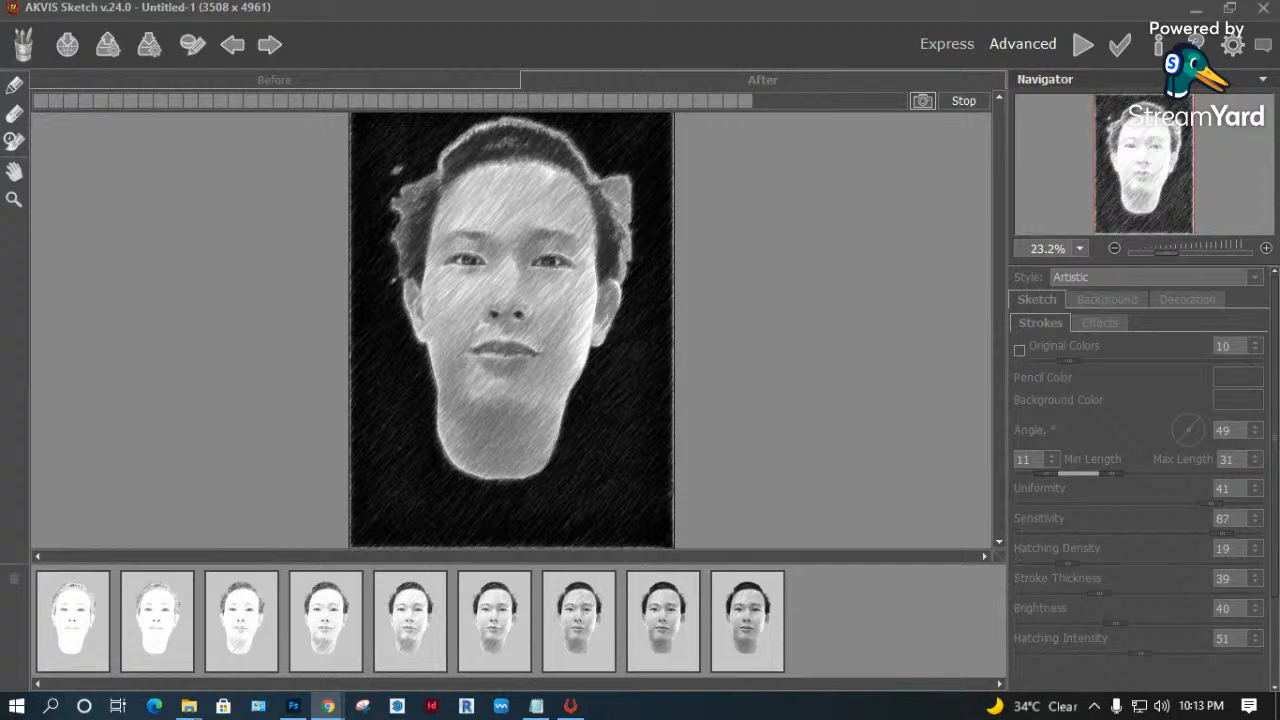 AKVIS Sketch v.24.0 - Untitled-1 (3508 x 4961)
Powered by
StreamYard
Express
Advanced
Before
After
Stop
Navigator
23.2%
Style:
Artistic
Sketch
Background
Decoration
Strokes
Effects
Original Colors
10
Pencil Color
Background Color
Angle, °
49
11
Min Length
Max Length
31
Uniformity
41
Sensitivity
87
Hatching Density
19
Stroke Thickness
39
Brightness
40
Hatching Intensity
51
34°C
Clear
10:13 PM